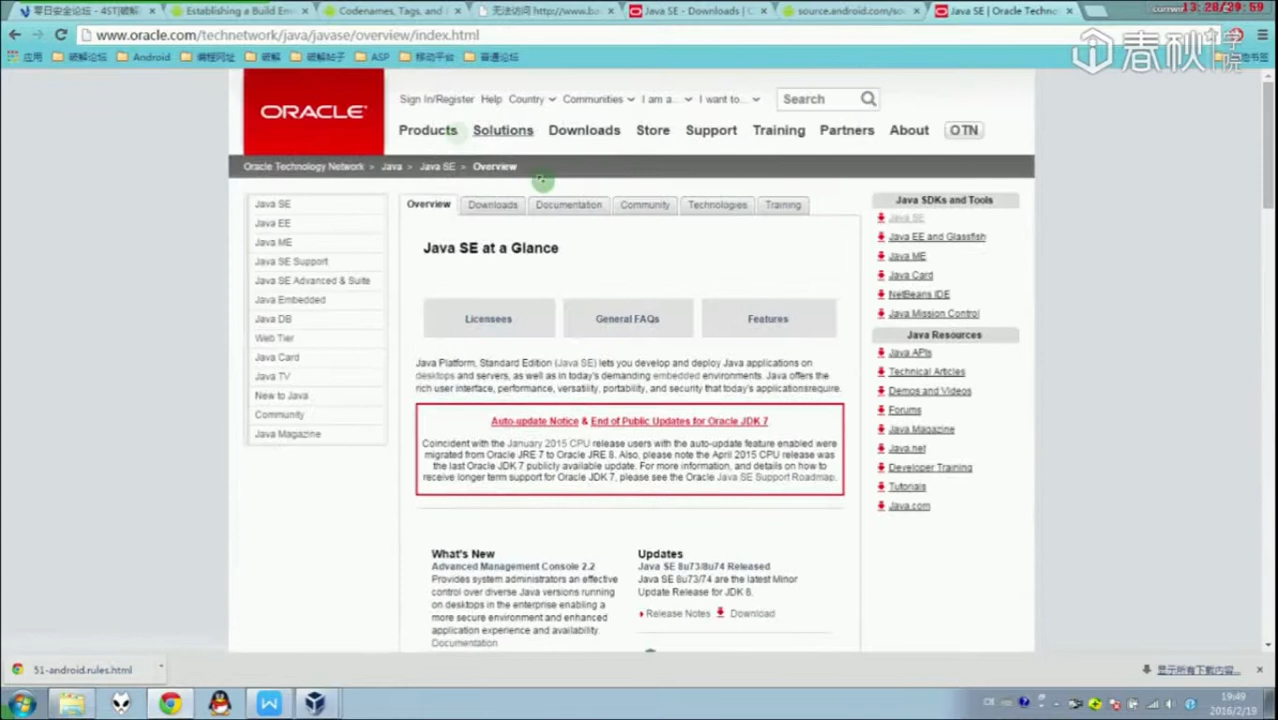 零日安全论坛 - 4ST|破解
Establishing a Build En
Codenames, Tags, and
无法访问 http://www.ba
Java SE - Downloads | C
source.android.com/so
Java SE | Oracle Techno
13:28/29:59
www.oracle.com/technetwork/java/javase/overview/index.html
春秋学院
应用
破解论坛
Android
编程网址
破解
破解帖子
ASP
移动平台
普通论坛
ORACLE
Sign In/Register Help Country Communities I am a... I want to...
Search
Products Solutions Downloads Store Support Training Partners About OTN
Oracle Technology Network > Java > Java SE > Overview
Java SE
Java EE
Java ME
Java SE Support
Java SE Advanced & Suite
Java Embedded
Java DB
Web Tier
Java Card
Java TV
New to Java
Community
Java Magazine
Overview Downloads Documentation Community Technologies Training
Java SE at a Glance
Licensees
General FAQs
Features
Java Platform, Standard Edition (Java SE) lets you develop and deploy Java applications on
desktops and servers, as well as in today's demanding embedded environments. Java offers the
rich user interface, performance, versatility, portability, and security that today's applicationsrequire.
Auto-update Notice & End of Public Updates for Oracle JDK 7
Coincident with the January 2015 CPU release users with the auto-update feature enabled were
migrated from Oracle JRE 7 to Oracle JRE 8. Also, please note the April 2015 CPU release was
the last Oracle JDK 7 publicly available update. For more information, and details on how to
receive longer term support for Oracle JDK 7, please see the Oracle Java SE Support Roadmap.
What's New
Advanced Management Console 2.2
Provides system administrators an effective
control over diverse Java versions running
on desktops in the enterprise enabling a
more secure environment and enhanced
application experience and availability.
Documentation
Updates
Java SE 8u73/8u74 Released
Java SE 8u73/74 are the latest Minor
Update Release for JDK 8.
Release Notes Download
Java SDKs and Tools
Java SE
Java EE and Glassfish
Java ME
Java Card
NetBeans IDE
Java Mission Control
Java Resources
Java APIs
Technical Articles
Demos and Videos
Forums
Java Magazine
Java.net
Developer Training
Tutorials
Java.com
51-android.rules.html
显示所有下载内容...
19:49
2016/2/19